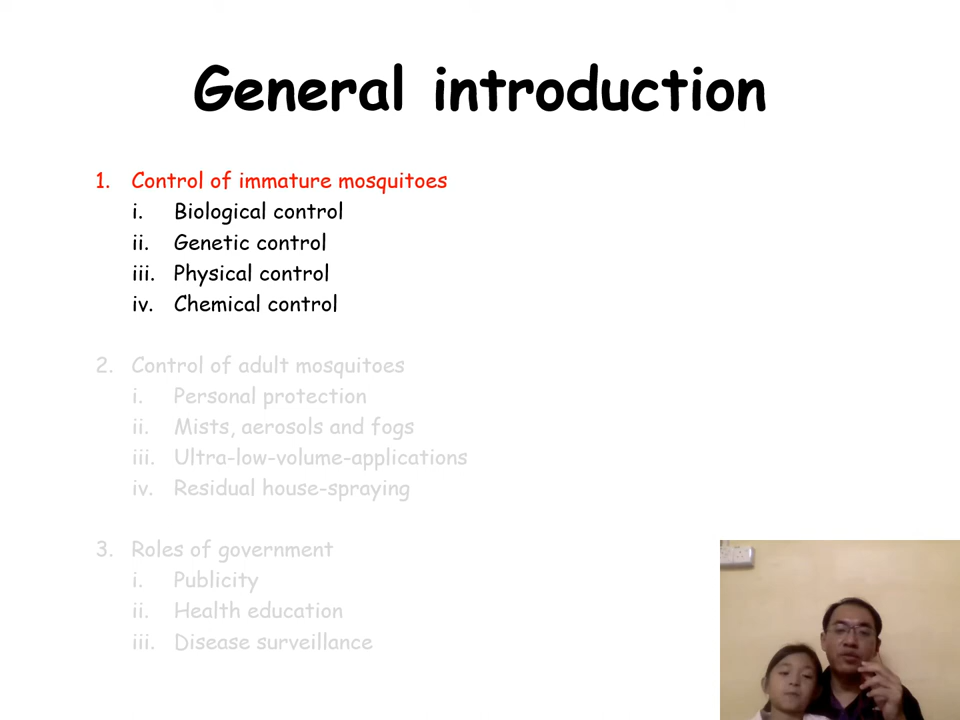 General introduction
1. Control of immature mosquitoes
i. Biological control
ii. Genetic control
iii. Physical control
iv. Chemical control
2. Control of adult mosquitoes
i. Personal protection
ii. Mists, aerosols and fogs
iii. Ultra-low-volume-applications
iv. Residual house-spraying
3. Roles of government
i. Publicity
ii. Health education
iii. Disease surveillance